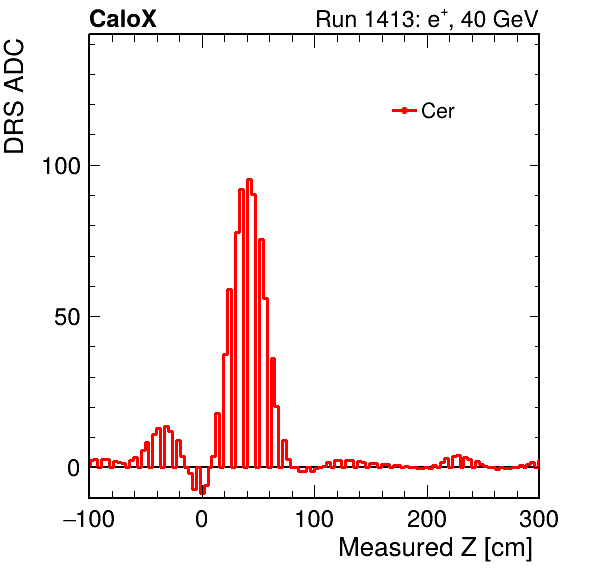 CaloX Run 1413: e⁺, 40 GeV
DRS ADC
Cer
100
50
0
−100 0 100 200 300
Measured Z [cm]